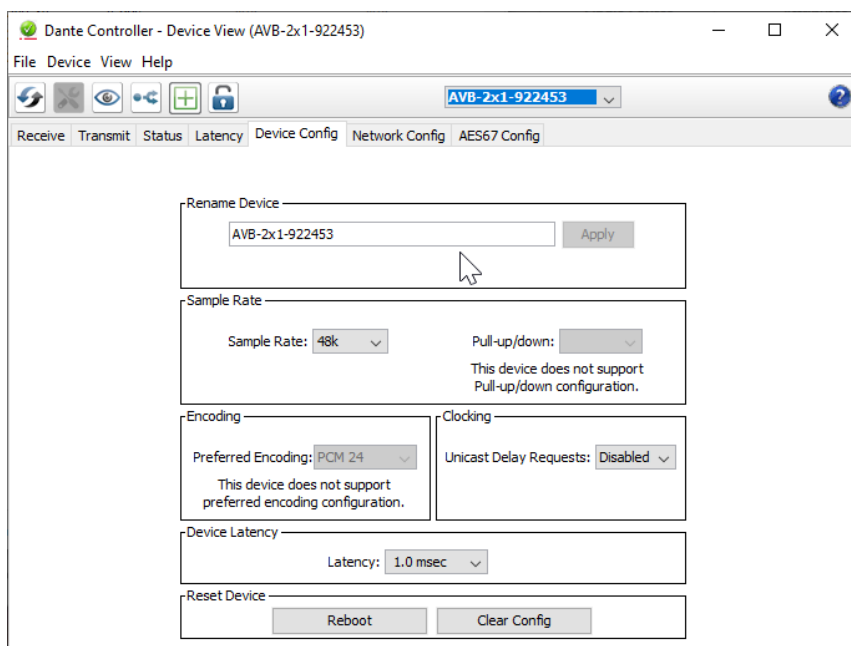 Dante Controller - Device View (AVB-2x1-922453)
File Device View Help
AVB-2x1-922453
Receive Transmit Status Latency Device Config Network Config AES67 Config
Rename Device
AVB-2x1-922453 Apply
Sample Rate
Sample Rate: 48k Pull-up/down:
This device does not support
Pull-up/down configuration.
Encoding Clocking
Preferred Encoding: PCM 24 Unicast Delay Requests: Disabled
This device does not support
preferred encoding configuration.
Device Latency
Latency: 1.0 msec
Reset Device
Reboot Clear Config